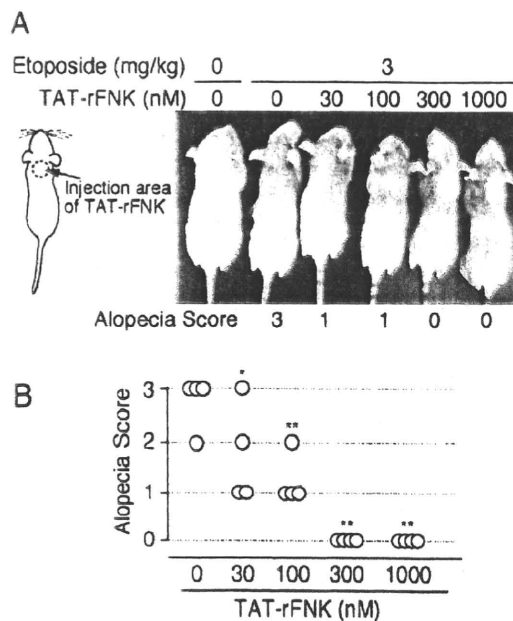 A
Etoposide (mg/kg) 0 3
TAT-rFNK (nM) 0 0 30 100 300 1000
Injection area
of TAT-rFNK
Alopecia Score 3 1 1 0 0
B
Alopecia Score
3
*
2
**
1
0
** **
0 30 100 300 1000
TAT-rFNK (nM)